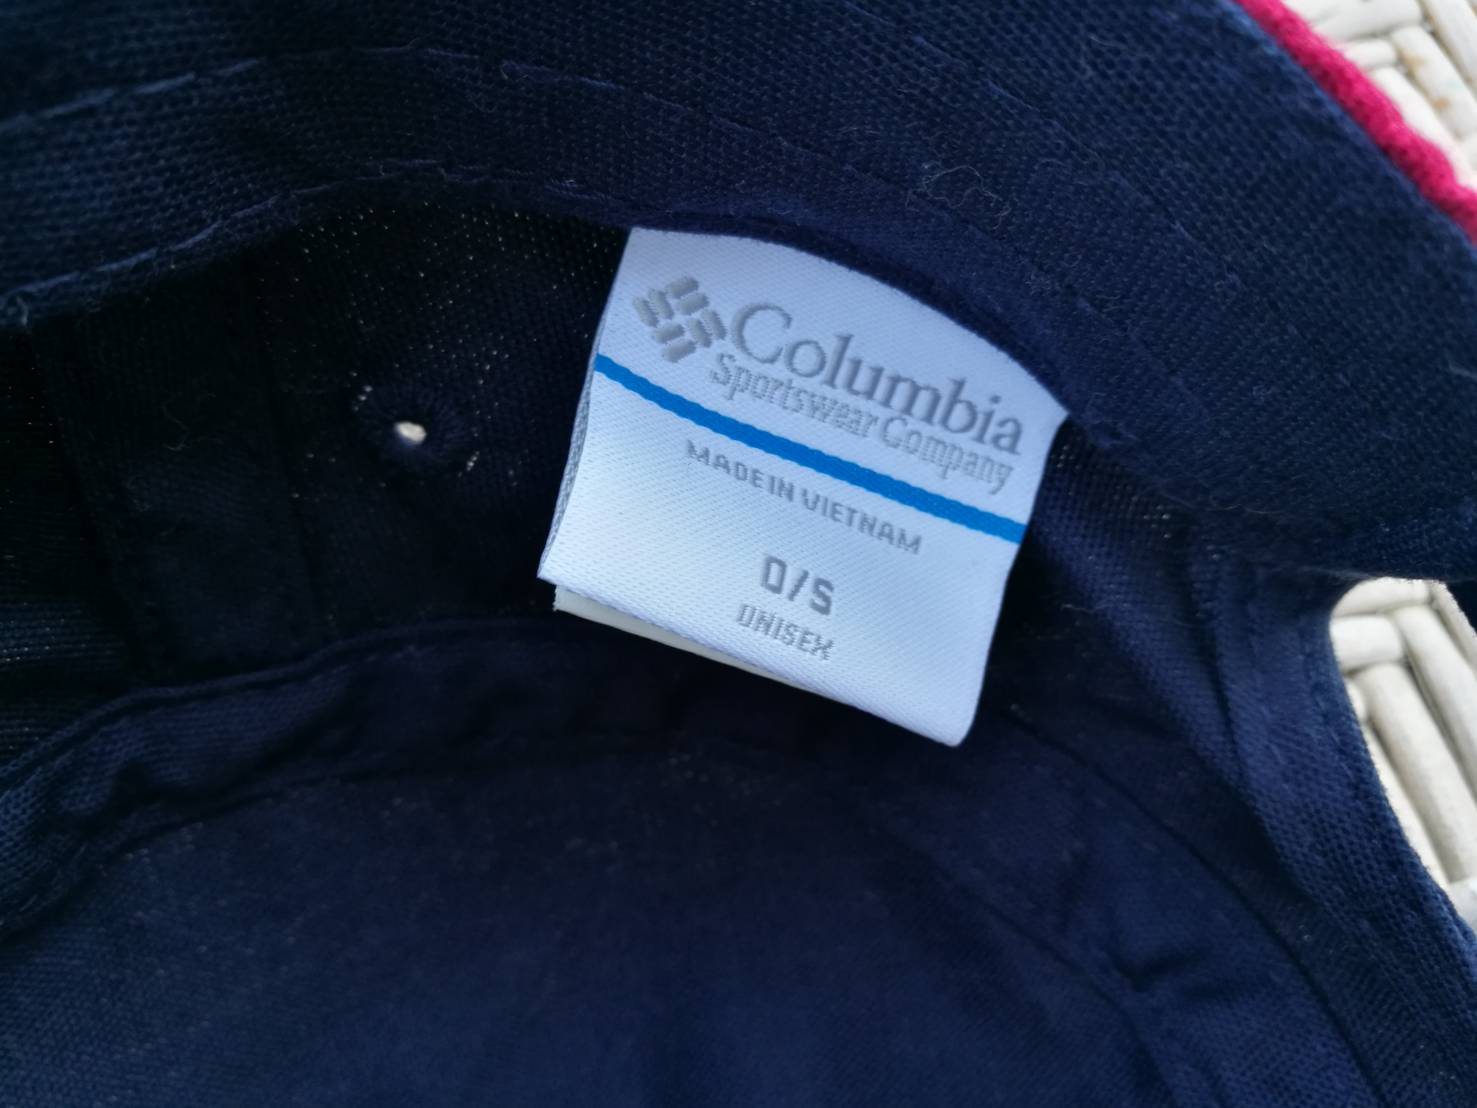 Columbia
Sportswear Company
MADE IN VIETNAM
O/S
UNISEX